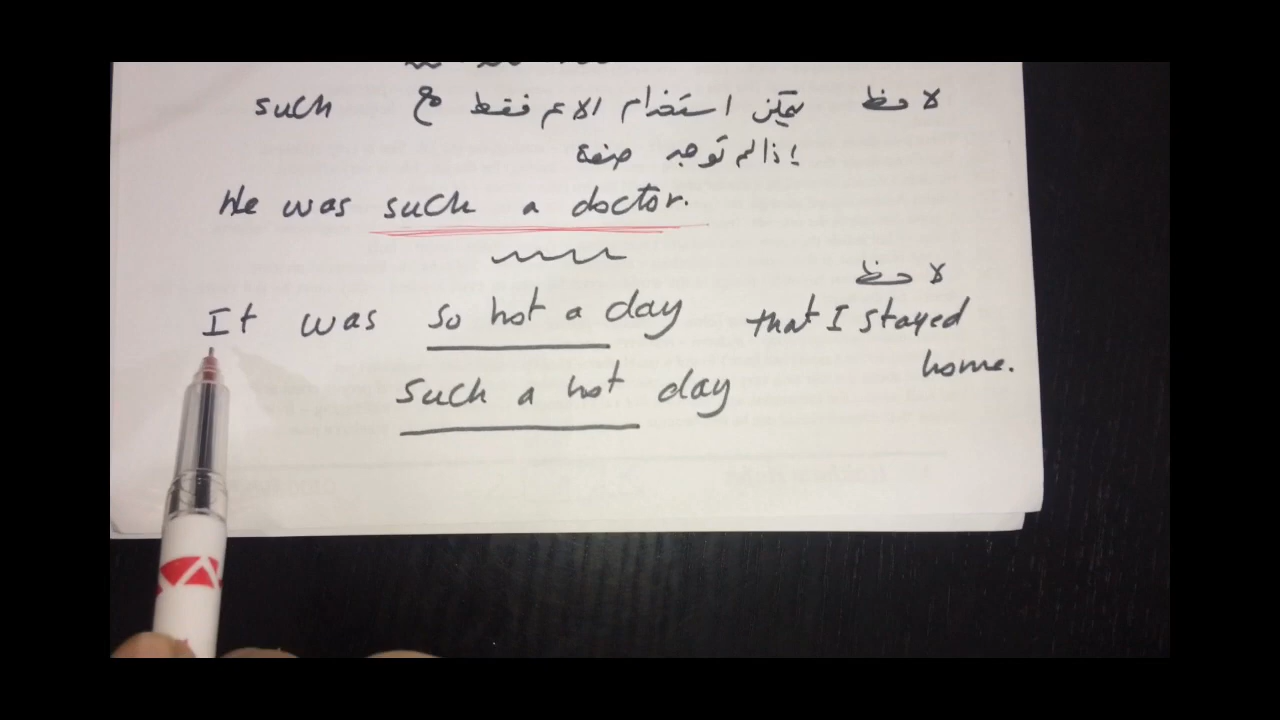 لاحظ يمكن استخدام الاسم فقط مع such
إذا لم توجد صفة
He was such a doctor.
لاحظ
It was so hot a day that I stayed
home.
such a hot day